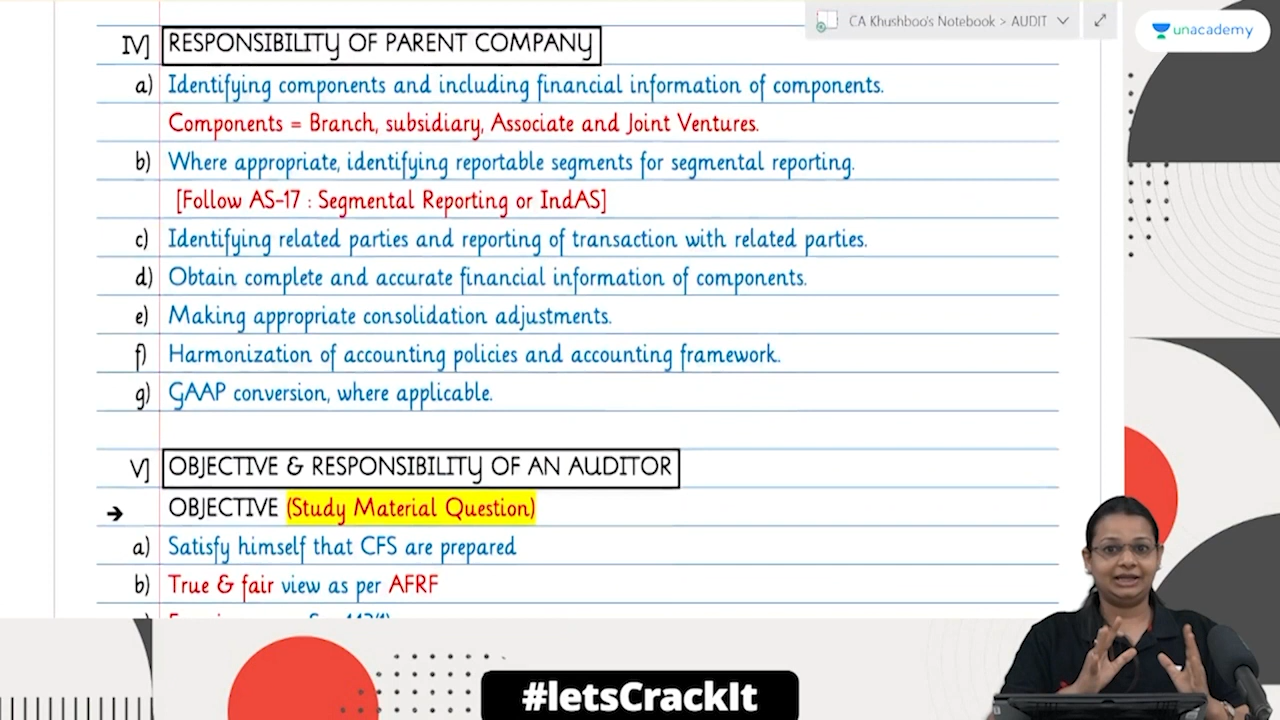 CA Khushboo's Notebook > AUDIT
unacademy
IV] RESPONSIBILITY OF PARENT COMPANY
a) Identifying components and including financial information of components.
Components = Branch, subsidiary, Associate and Joint Ventures.
b) Where appropriate, identifying reportable segments for segmental reporting.
[Follow AS-17 : Segmental Reporting or IndAS]
c) Identifying related parties and reporting of transaction with related parties.
d) Obtain complete and accurate financial information of components.
e) Making appropriate consolidation adjustments.
f) Harmonization of accounting policies and accounting framework.
g) GAAP conversion, where applicable.
V] OBJECTIVE & RESPONSIBILITY OF AN AUDITOR
→ OBJECTIVE (Study Material Question)
a) Satisfy himself that CFS are prepared
b) True & fair view as per AFRF
#letsCrackIt